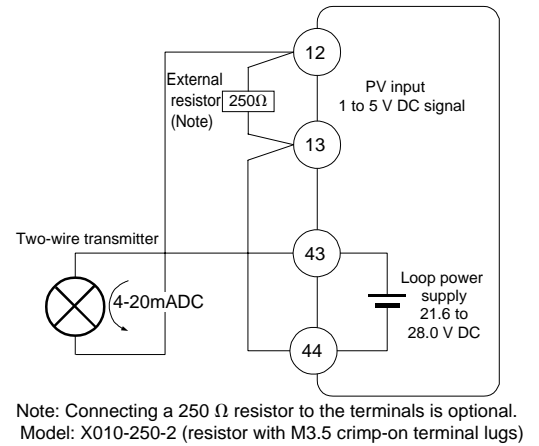 12
External
resistor
(Note)
250Ω
PV input
1 to 5 V DC signal
13
Two-wire transmitter
43
4-20mADC
Loop power
supply
21.6 to
28.0 V DC
44
Note: Connecting a 250 Ω resistor to the terminals is optional.
Model: X010-250-2 (resistor with M3.5 crimp-on terminal lugs)